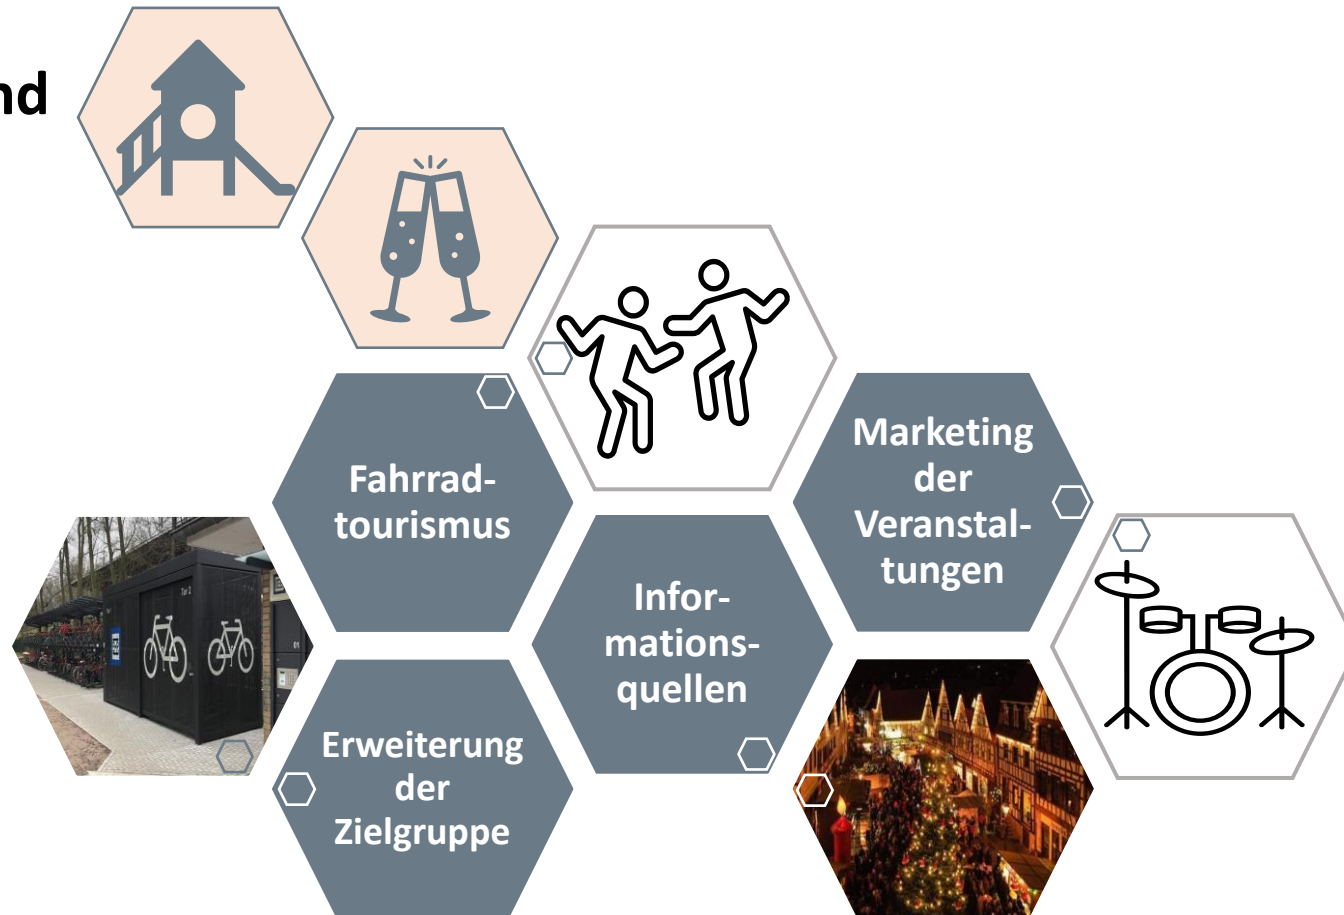 nd
Fahrrad-
tourismus
Marketing
der
Veranstal-
tungen
Infor-
mations-
quellen
Erweiterung
der
Zielgruppe